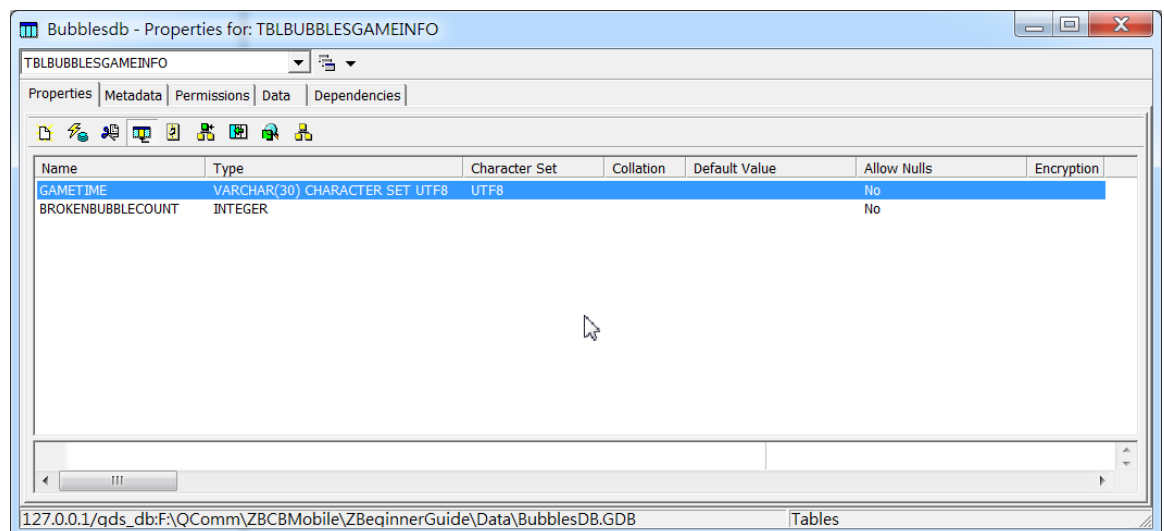 Bubblesdb - Properties for: TBLBUBBLESGAMEINFO
TBLBUBBLESGAMEINFO
Properties Metadata Permissions Data Dependencies
Name Type Character Set Collation Default Value Allow Nulls Encryption
GAMETIME VARCHAR(30) CHARACTER SET UTF8 UTF8 No
BROKENBUBBLECOUNT INTEGER No
127.0.0.1/gds_db:F:\QComm\ZBCBMobile\ZBeginnerGuide\Data\BubblesDB.GDB Tables